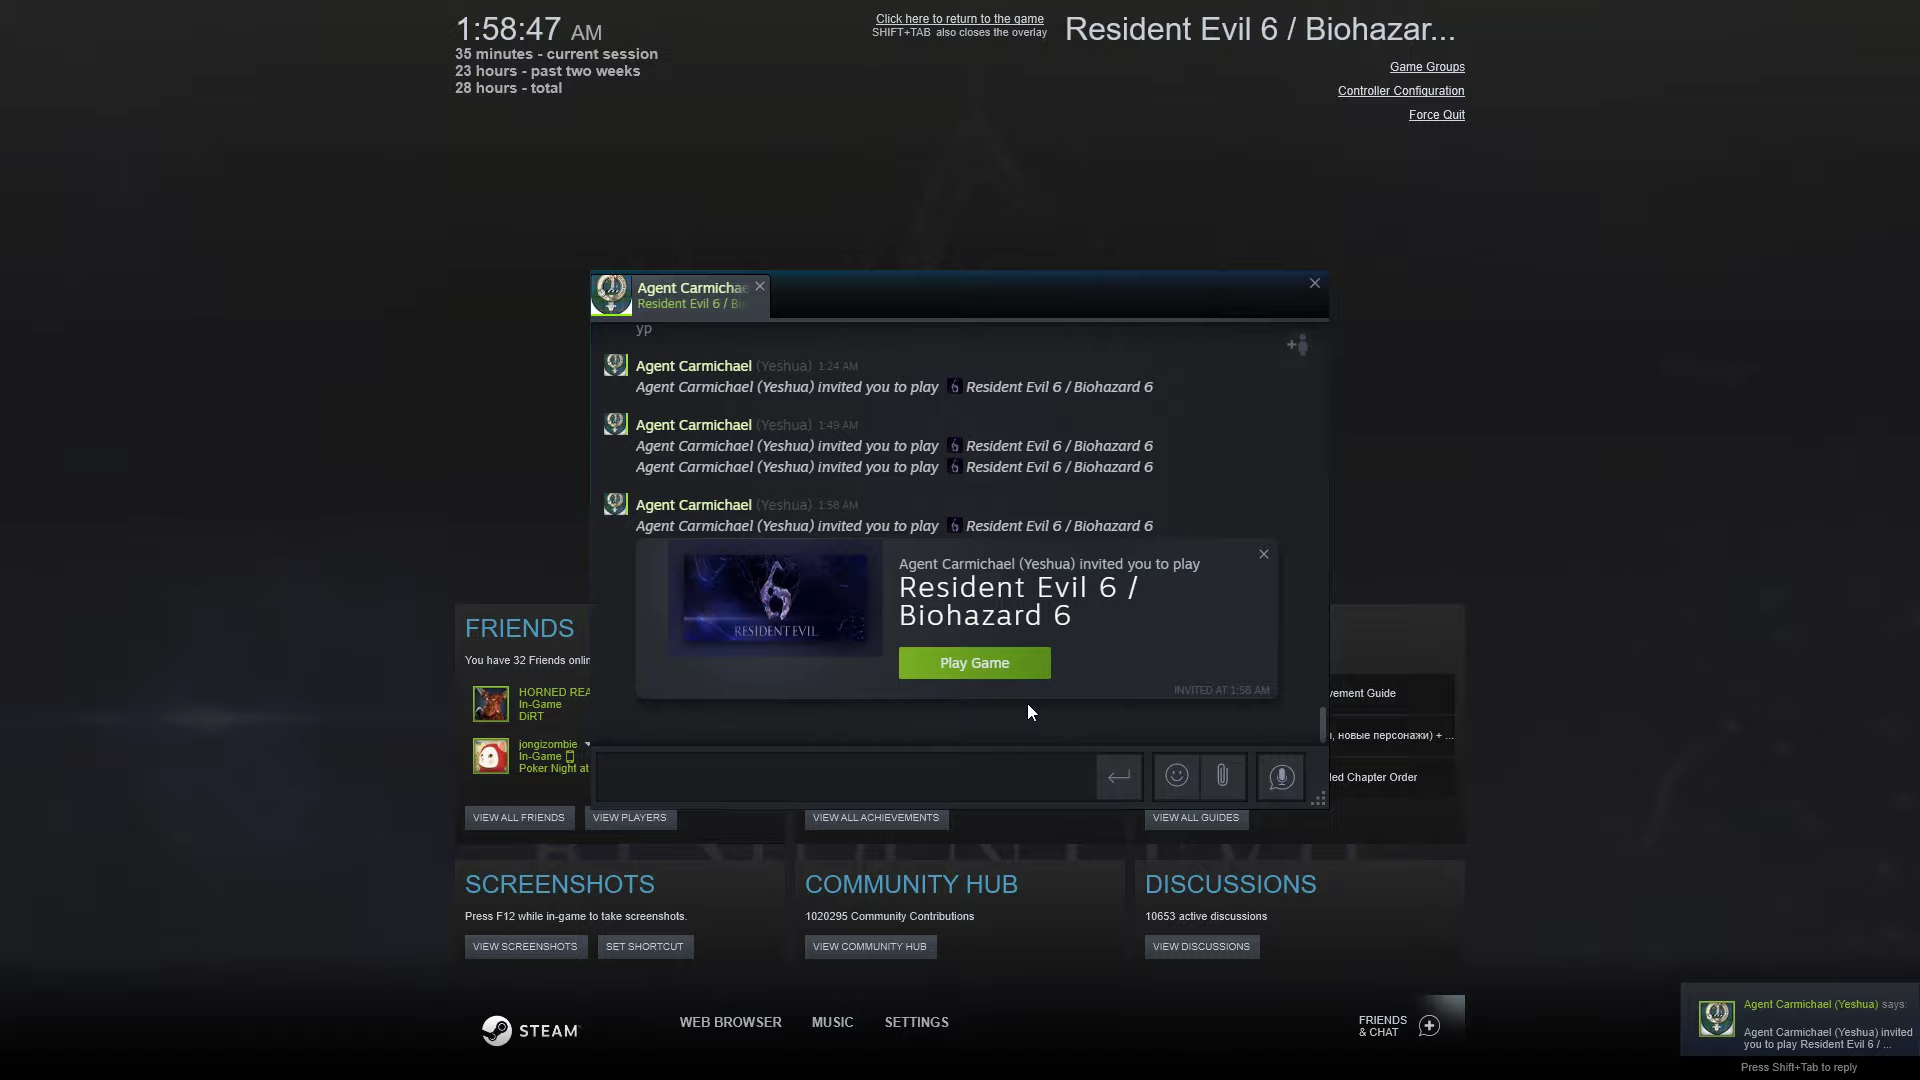 1:58:47 AM
35 minutes - current session
23 hours - past two weeks
28 hours - total
Click here to return to the game
SHIFT+TAB also closes the overlay
Resident Evil 6 / Biohazar...
Game Groups
Controller Configuration
Force Quit
Agent Carmichae
Resident Evil 6 / Bi
yp
Agent Carmichael (Yeshua) 1:24 AM
Agent Carmichael (Yeshua) invited you to play Resident Evil 6 / Biohazard 6
Agent Carmichael (Yeshua) 1:49 AM
Agent Carmichael (Yeshua) invited you to play Resident Evil 6 / Biohazard 6
Agent Carmichael (Yeshua) invited you to play Resident Evil 6 / Biohazard 6
Agent Carmichael (Yeshua) 1:58 AM
Agent Carmichael (Yeshua) invited you to play Resident Evil 6 / Biohazard 6
RESIDENT EVIL
Agent Carmichael (Yeshua) invited you to play
Resident Evil 6 /
Biohazard 6
Play Game
INVITED AT 1:58 AM
FRIENDS
You have 32 Friends onlin
HORNED REA
In-Game
DiRT
jongizombie
In-Game
Poker Night at
vement Guide
, новые персонажи) + ...
led Chapter Order
VIEW ALL FRIENDS
VIEW PLAYERS
VIEW ALL ACHIEVEMENTS
VIEW ALL GUIDES
SCREENSHOTS
Press F12 while in-game to take screenshots.
VIEW SCREENSHOTS
SET SHORTCUT
COMMUNITY HUB
1020295 Community Contributions
VIEW COMMUNITY HUB
DISCUSSIONS
10653 active discussions
VIEW DISCUSSIONS
STEAM
WEB BROWSER
MUSIC
SETTINGS
FRIENDS
& CHAT
Agent Carmichael (Yeshua) says:
Agent Carmichael (Yeshua) invited
you to play Resident Evil 6 / ...
Press Shift+Tab to reply